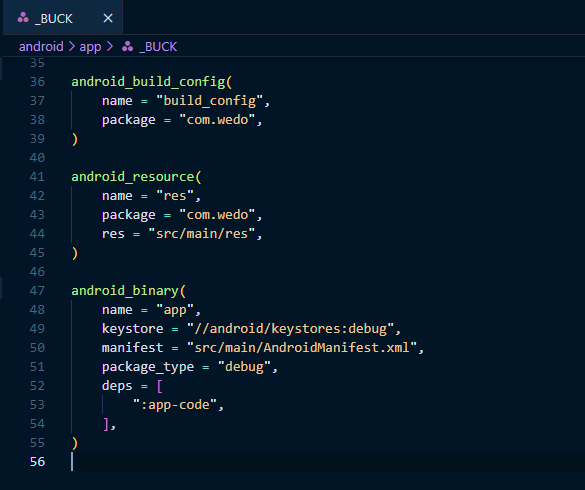 _BUCK
android > app > _BUCK
35
36 android_build_config(
37     name = "build_config",
38     package = "com.wedo",
39 )
40
41 android_resource(
42     name = "res",
43     package = "com.wedo",
44     res = "src/main/res",
45 )
46
47 android_binary(
48     name = "app",
49     keystore = "//android/keystores:debug",
50     manifest = "src/main/AndroidManifest.xml",
51     package_type = "debug",
52     deps = [
53         ":app-code",
54     ],
55 )
56